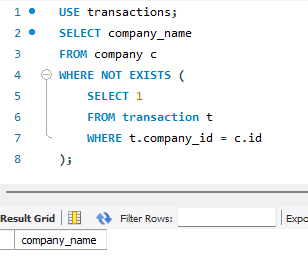 1 USE transactions;
2 SELECT company_name
3 FROM company c
4 WHERE NOT EXISTS (
5 SELECT 1
6 FROM transaction t
7 WHERE t.company_id = c.id
8 );
Result Grid Filter Rows: Expo
company_name